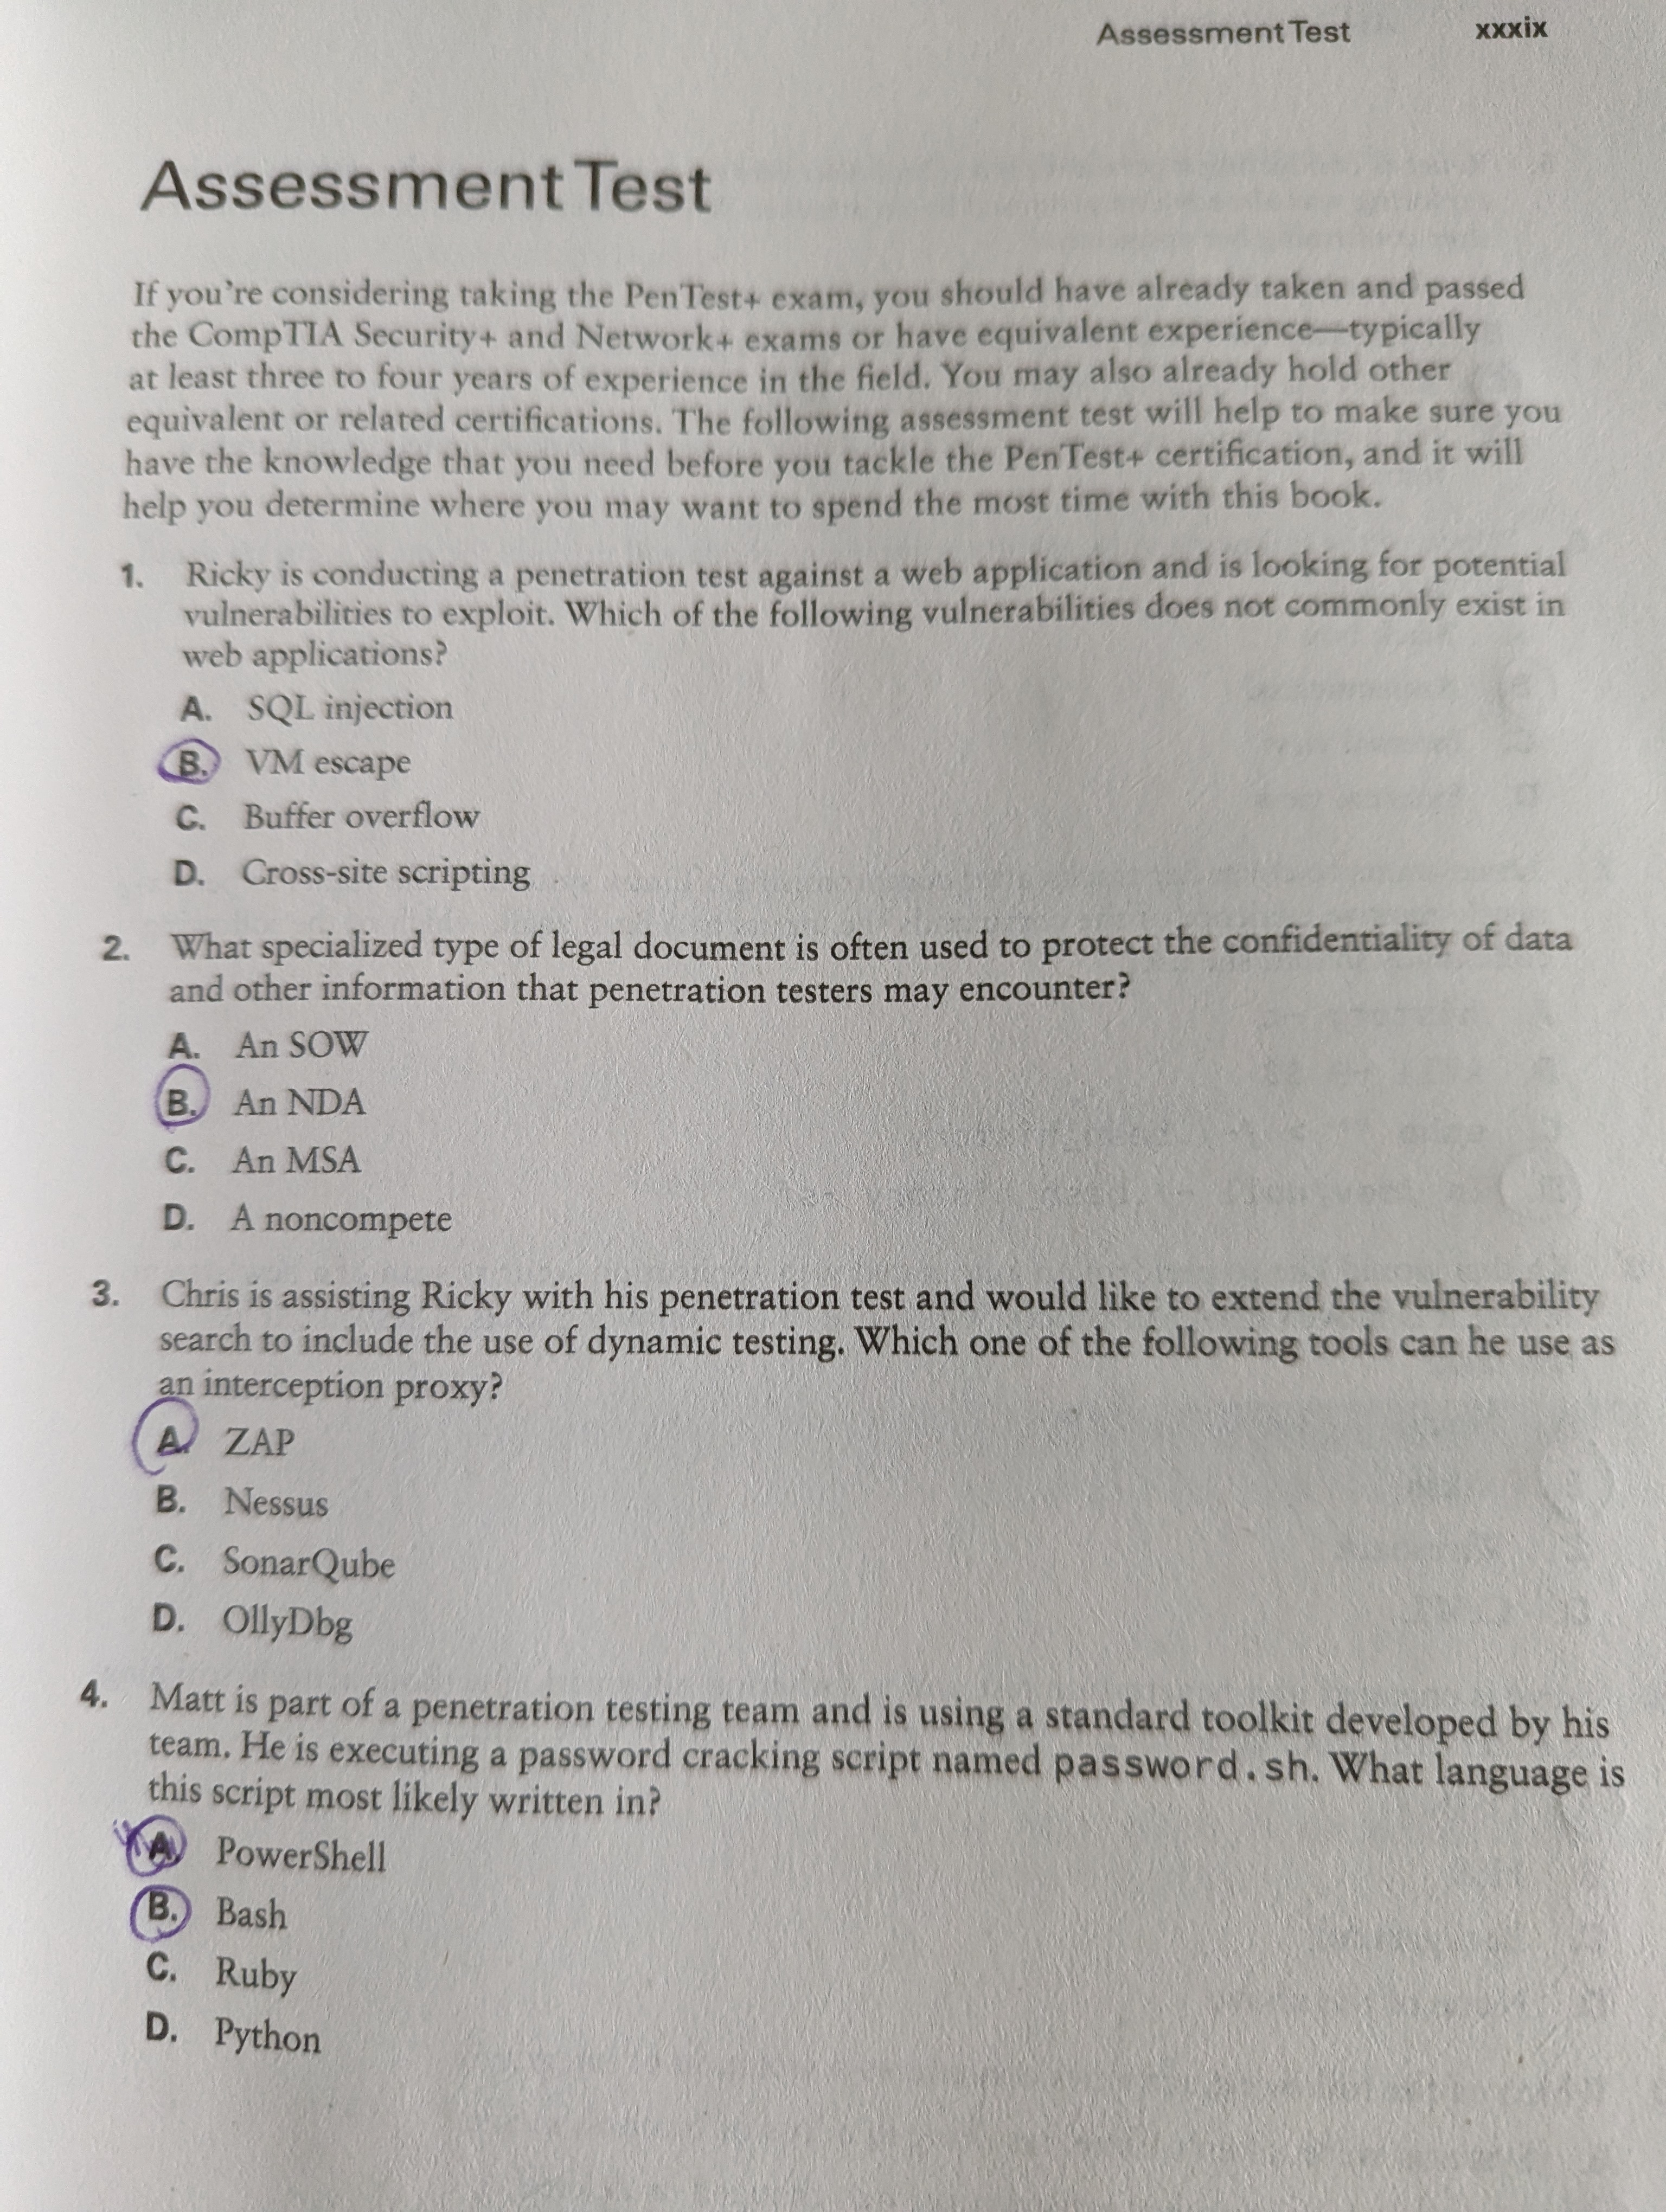 Assessment Test xxxix
Assessment Test
If you're considering taking the PenTest+ exam, you should have already taken and passed
the CompTIA Security+ and Network+ exams or have equivalent experience—typically
at least three to four years of experience in the field. You may also already hold other
equivalent or related certifications. The following assessment test will help to make sure you
have the knowledge that you need before you tackle the PenTest+ certification, and it will
help you determine where you may want to spend the most time with this book.
1. Ricky is conducting a penetration test against a web application and is looking for potential
vulnerabilities to exploit. Which of the following vulnerabilities does not commonly exist in
web applications?
A. SQL injection
B. VM escape
C. Buffer overflow
D. Cross-site scripting
2. What specialized type of legal document is often used to protect the confidentiality of data
and other information that penetration testers may encounter?
A. An SOW
B. An NDA
C. An MSA
D. A noncompete
3. Chris is assisting Ricky with his penetration test and would like to extend the vulnerability
search to include the use of dynamic testing. Which one of the following tools can he use as
an interception proxy?
A. ZAP
B. Nessus
C. SonarQube
D. OllyDbg
4. Matt is part of a penetration testing team and is using a standard toolkit developed by his
team. He is executing a password cracking script named password.sh. What language is
this script most likely written in?
A. PowerShell
B. Bash
C. Ruby
D. Python